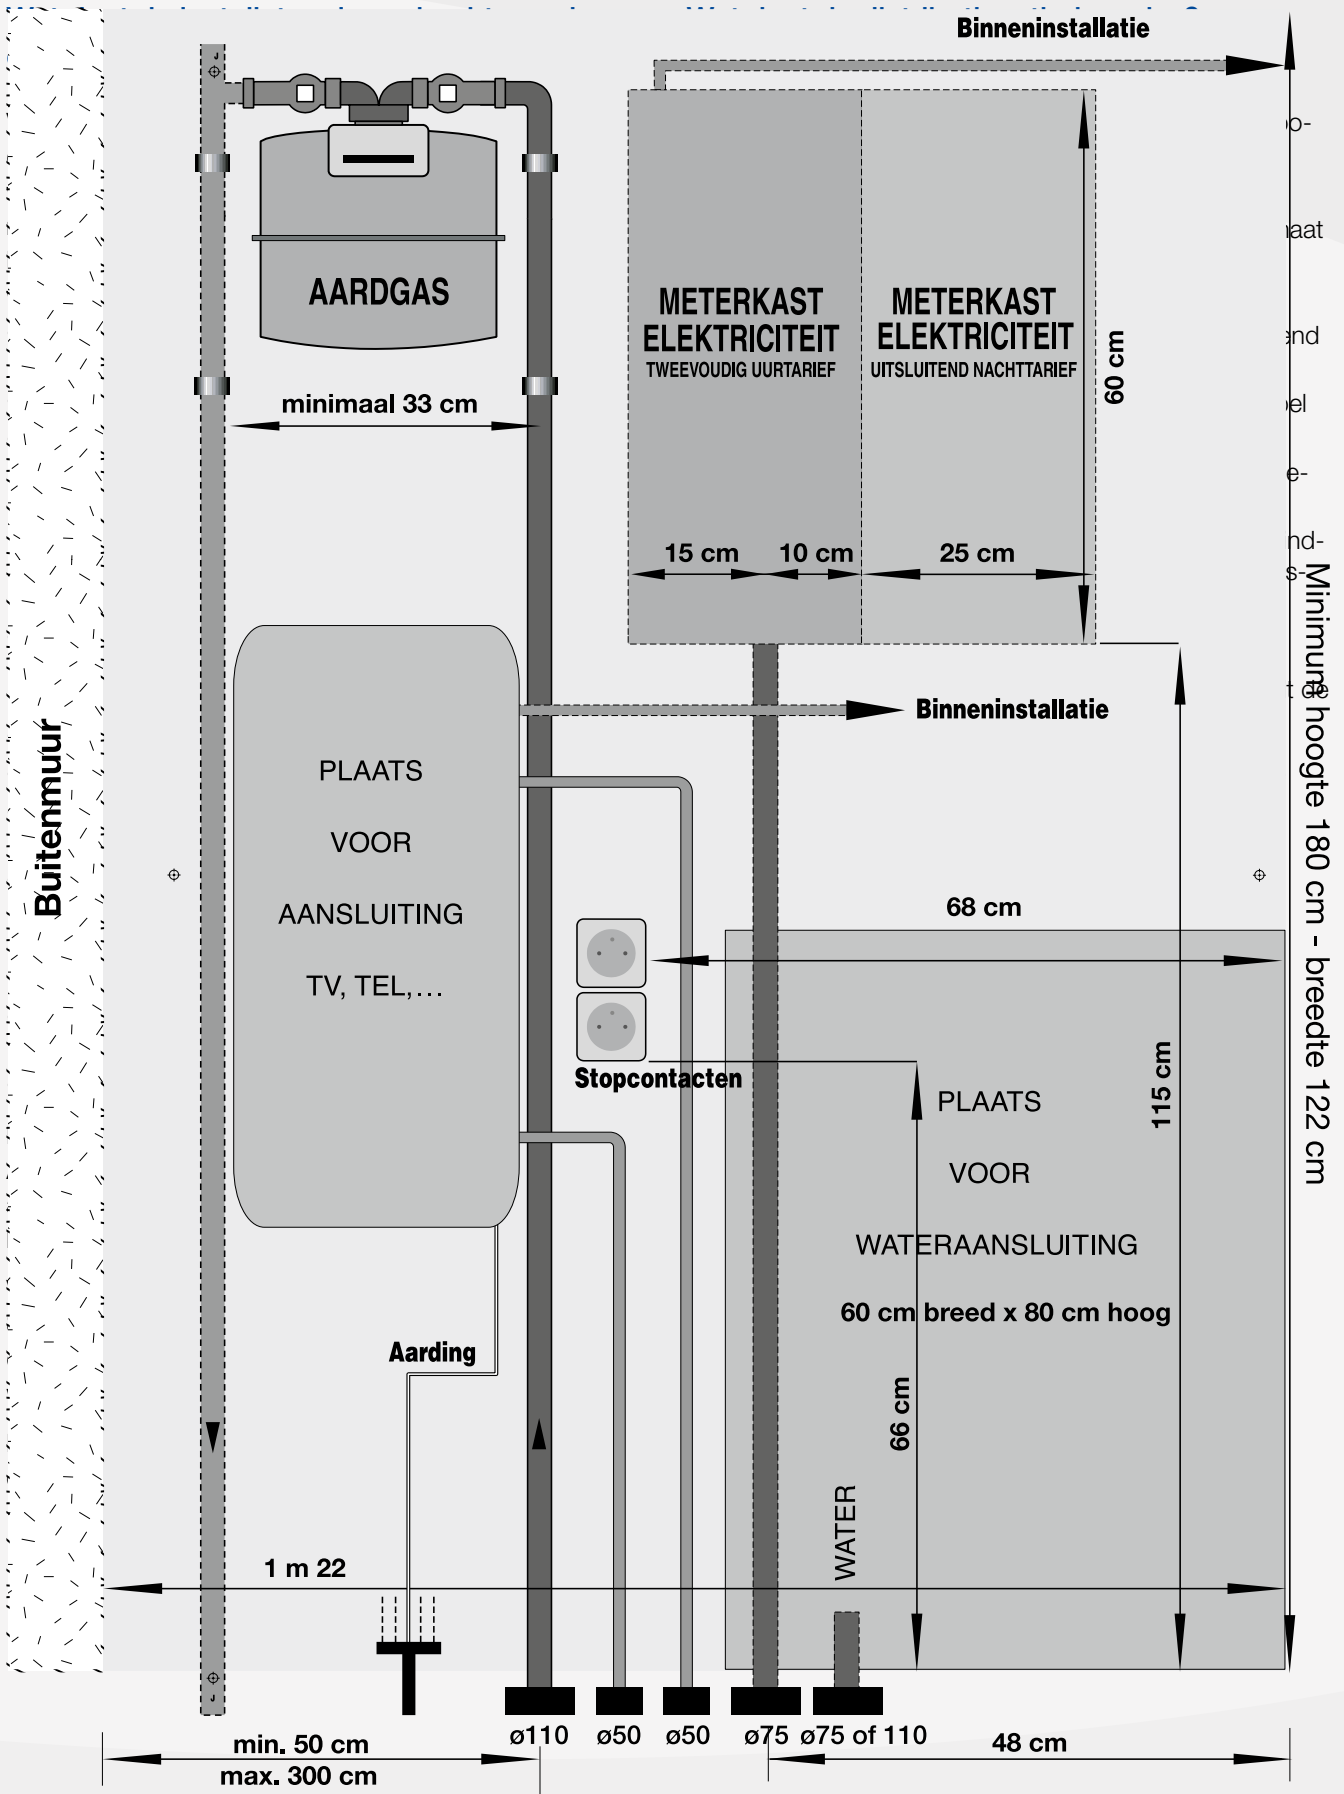 Binneninstallatie
AARDGAS
METERKAST
ELEKTRICITEIT
TWEEVOUDIG UURTARIEF
METERKAST
ELEKTRICITEIT
UITSLUITEND NACHTTARIEF
60 cm
minimaal 33 cm
15 cm
10 cm
25 cm
Binneninstallatie
Buitenmuur
PLAATS
VOOR
AANSLUITING
TV, TEL,…
Minimum hoogte 180 cm - breedte 122 cm
68 cm
Stopcontacten
115 cm
PLAATS
VOOR
WATERAANSLUITING
60 cm breed x 80 cm hoog
Aarding
66 cm
WATER
1 m 22
ø110
ø50
ø50
ø75
ø75 of 110
min. 50 cm
max. 300 cm
48 cm